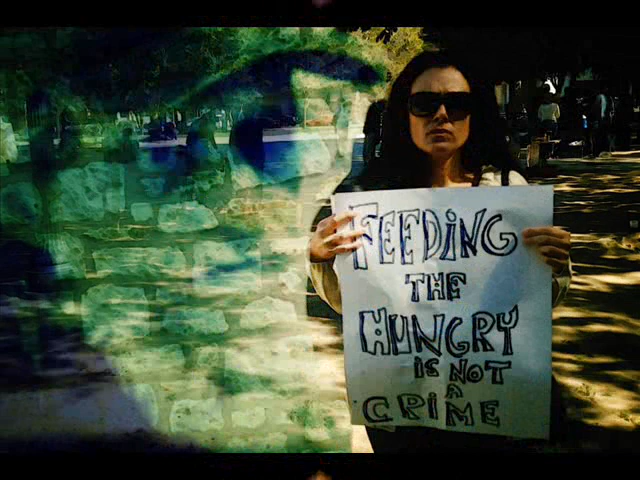 FEEDiNG
THE
HUNGRY
iS NOT
A
CRiME